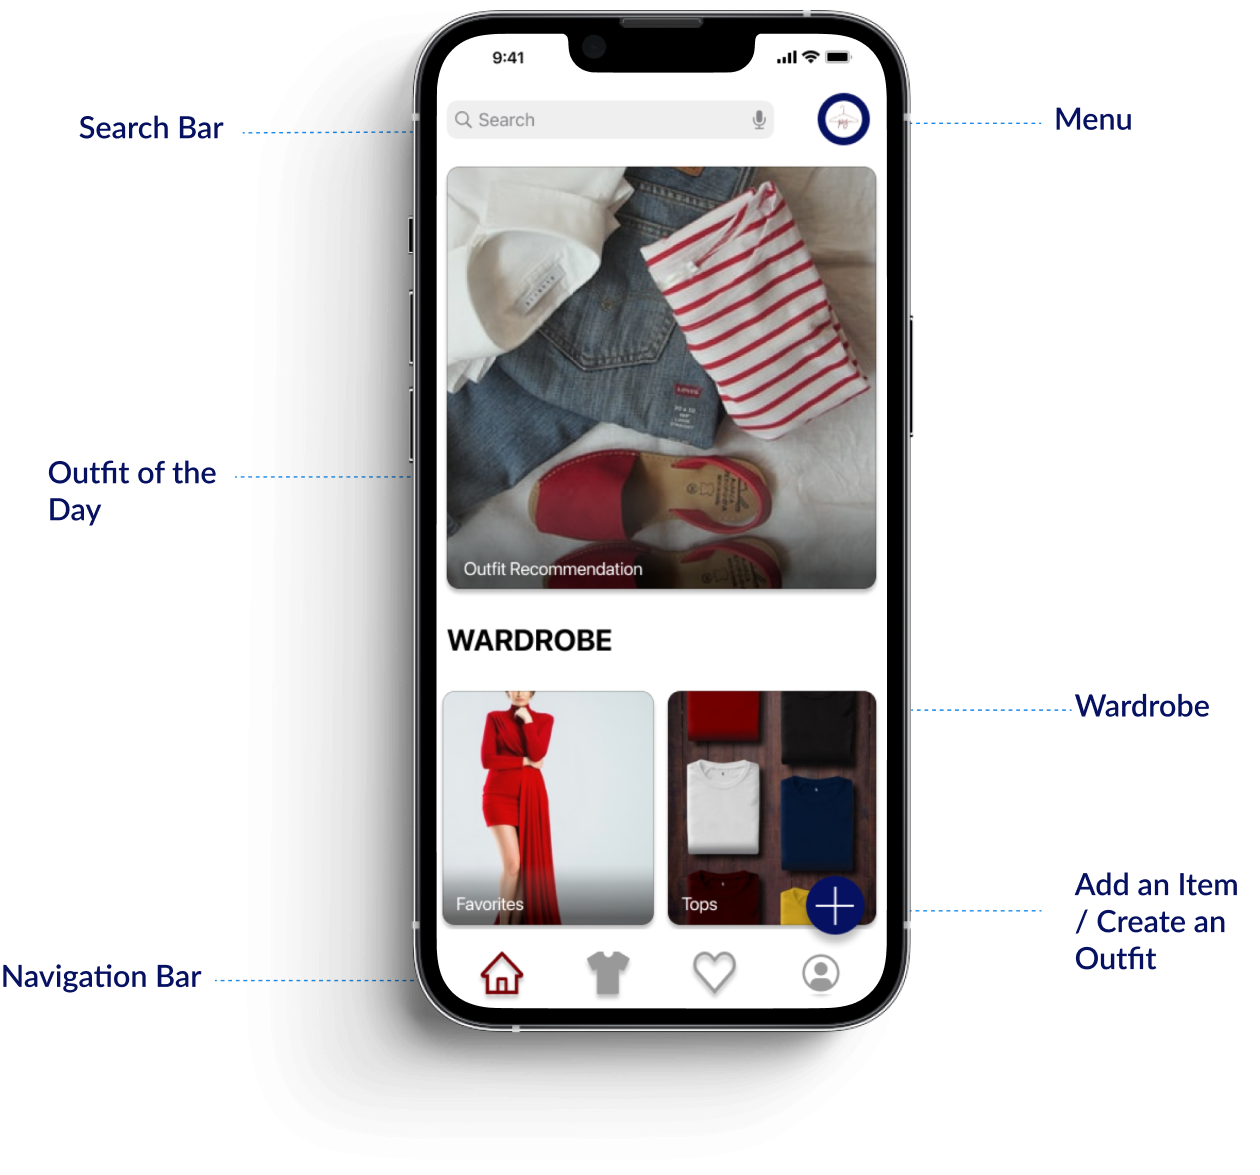 9:41
Search Bar
Search
Menu
LEVI'S
Outfit of the
Day
Outfit Recommendation
WARDROBE
Wardrobe
Favorites
Tops
Add an Item
/ Create an
Outfit
Navigation Bar